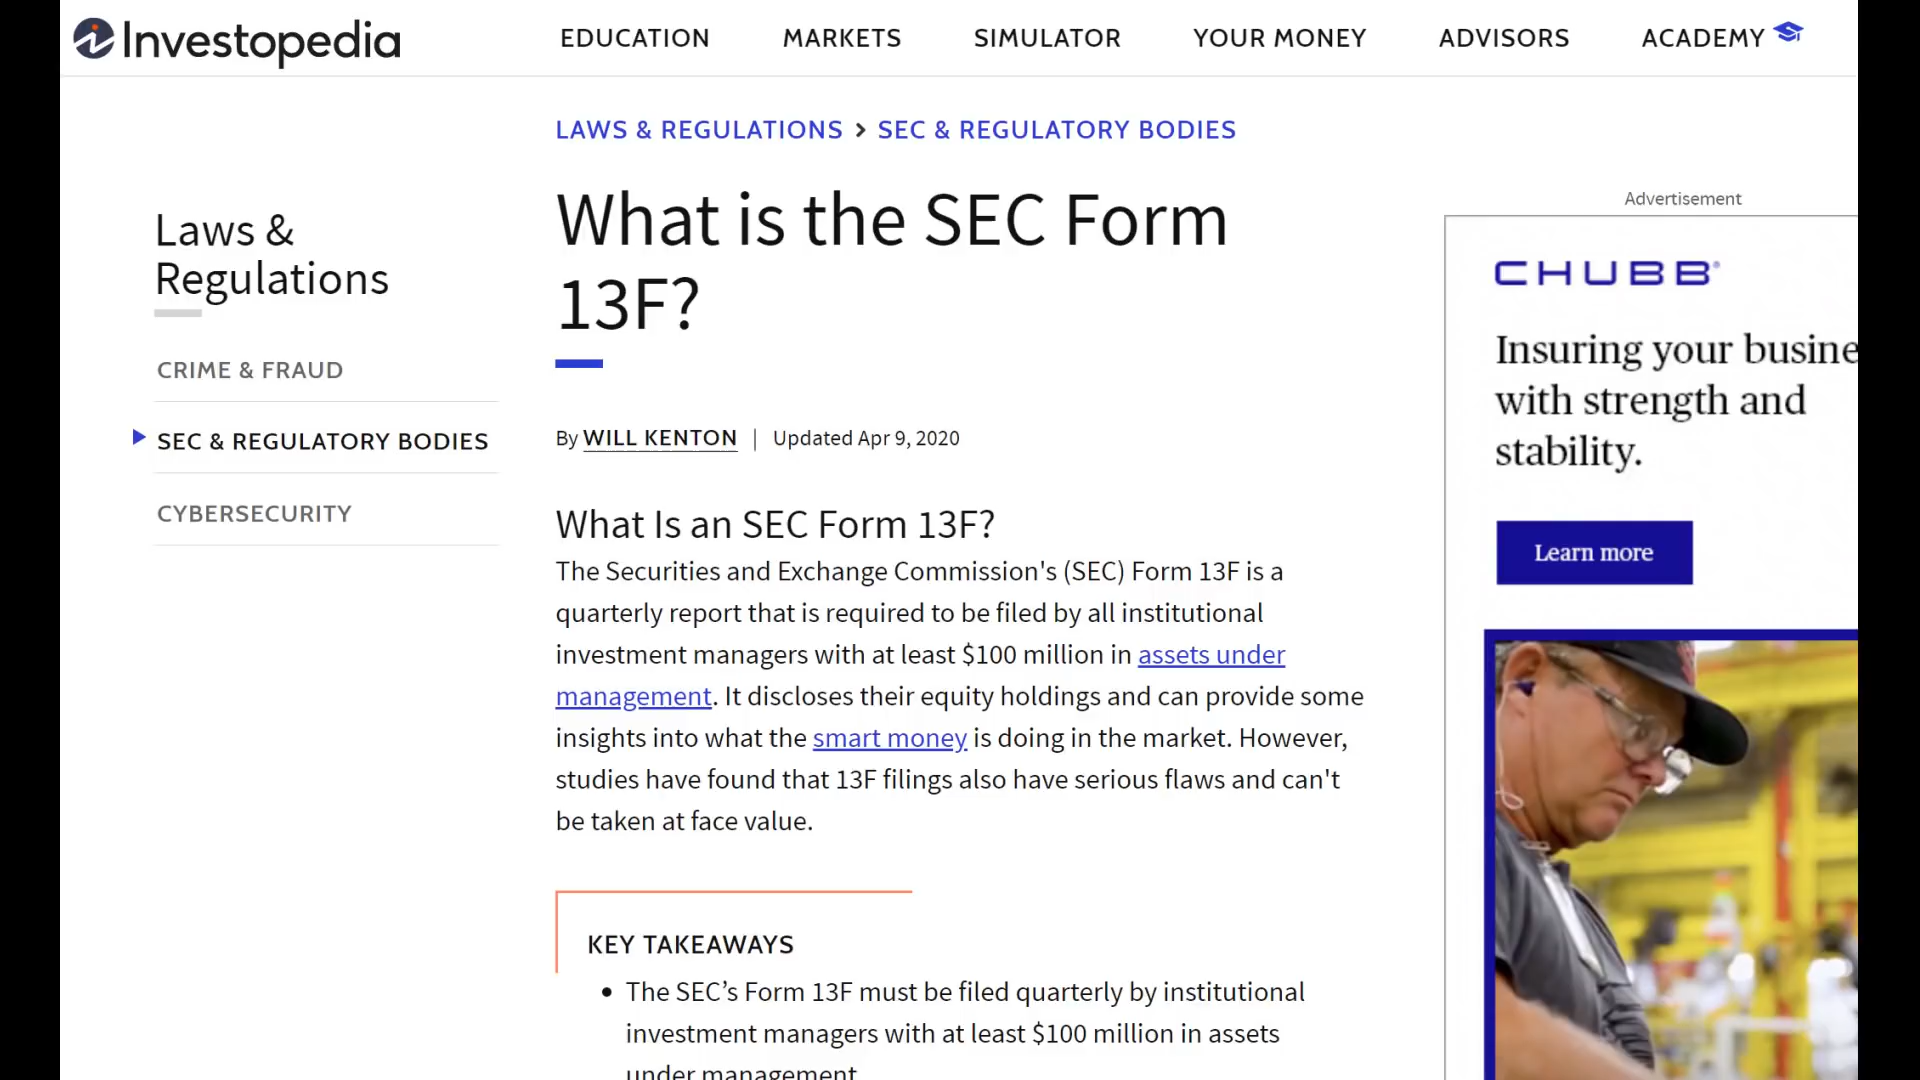 Investopedia
EDUCATION
MARKETS
SIMULATOR
YOUR MONEY
ADVISORS
ACADEMY
LAWS & REGULATIONS > SEC & REGULATORY BODIES
Laws &
Regulations
CRIME & FRAUD
SEC & REGULATORY BODIES
CYBERSECURITY
What is the SEC Form
13F?
By WILL KENTON | Updated Apr 9, 2020
What Is an SEC Form 13F?
The Securities and Exchange Commission's (SEC) Form 13F is a
quarterly report that is required to be filed by all institutional
investment managers with at least $100 million in assets under
management. It discloses their equity holdings and can provide some
insights into what the smart money is doing in the market. However,
studies have found that 13F filings also have serious flaws and can't
be taken at face value.
KEY TAKEAWAYS
• The SEC’s Form 13F must be filed quarterly by institutional
investment managers with at least $100 million in assets
under management.
Advertisement
CHUBB®
Insuring your busine
with strength and
stability.
Learn more